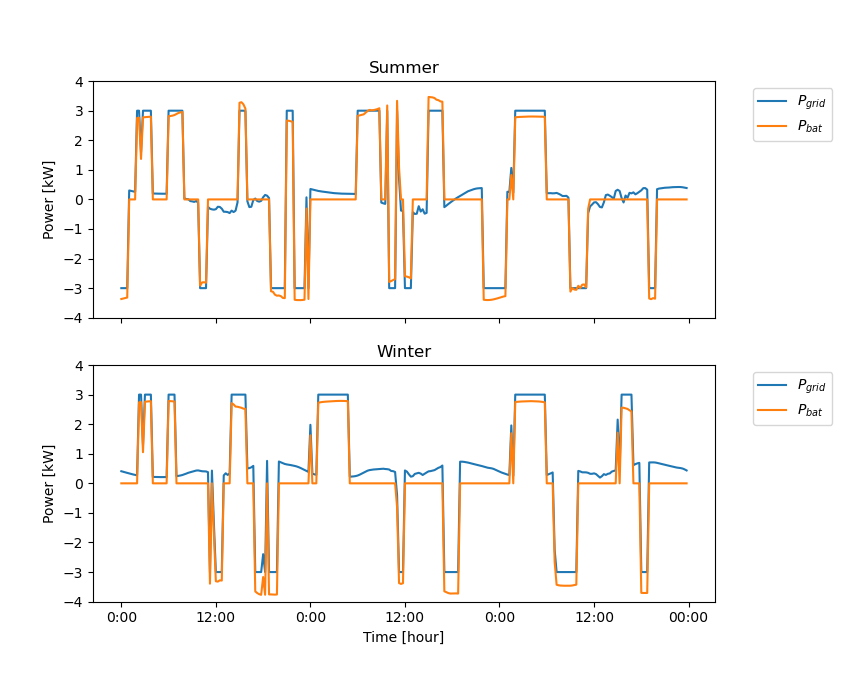 Summer
Power [kW]
4
3
2
1
0
−1
−2
−3
−4
P_grid
P_bat
Winter
Power [kW]
4
3
2
1
0
−1
−2
−3
−4
P_grid
P_bat
0:00 12:00 0:00 12:00 0:00 12:00 00:00
Time [hour]